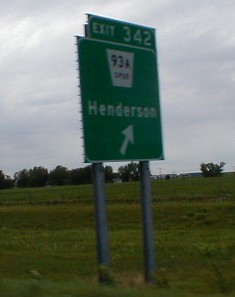 EXIT 342
93A
SPUR
Henderson